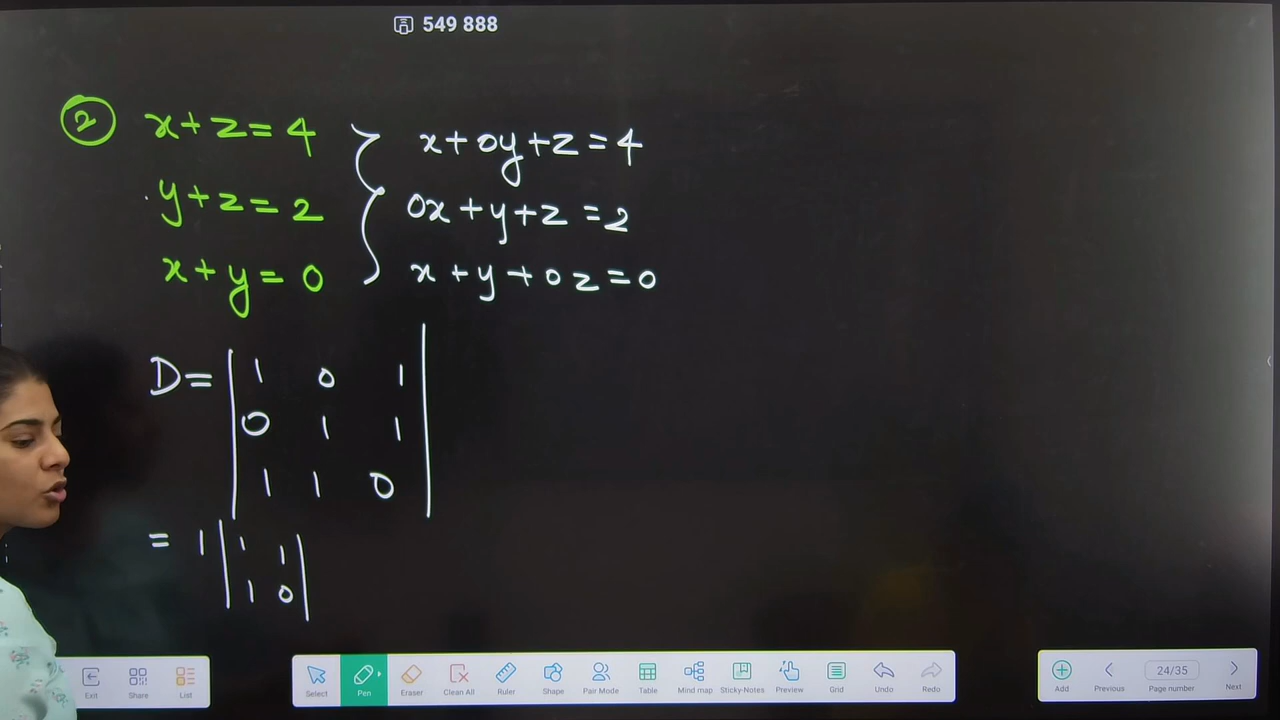 549 888
② x+z=4
y+z=2
x+y=0
x+0y+z=4
0x+y+z=2
x+y+0z=0
D= | 1 0 1 |
| 0 1 1 |
| 1 1 0 |
= 1 | 1 1 |
| 1 0 |
Exit Share List
Select Pen Eraser Clean All Ruler Shape Pair Mode Table Mind map Sticky-Notes Preview Grid Undo Redo
Add Previous 24/35 Page number Next